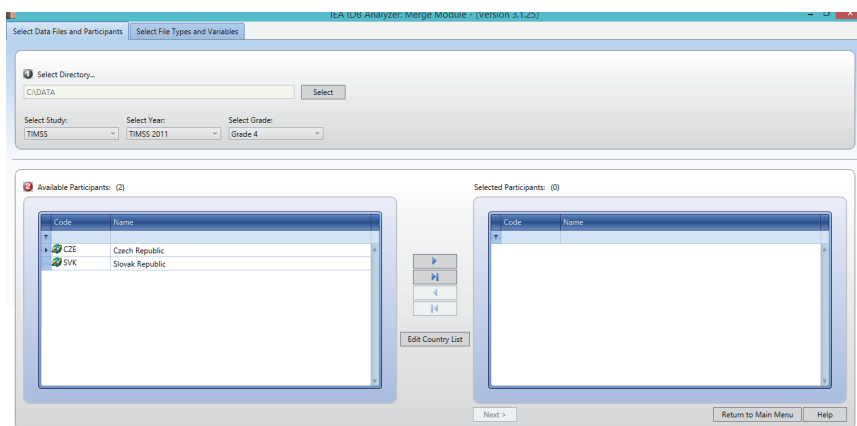 IEA IDB Analyzer: Merge Module - (Version 3.1.25)
Select Data Files and Participants Select File Types and Variables
1 Select Directory...
C:\DATA Select
Select Study: Select Year: Select Grade:
TIMSS TIMSS 2011 Grade 4
2 Available Participants: (2) Selected Participants: (0)
Code Name Code Name
CZE Czech Republic
SVK Slovak Republic
Edit Country List
Next > Return to Main Menu Help